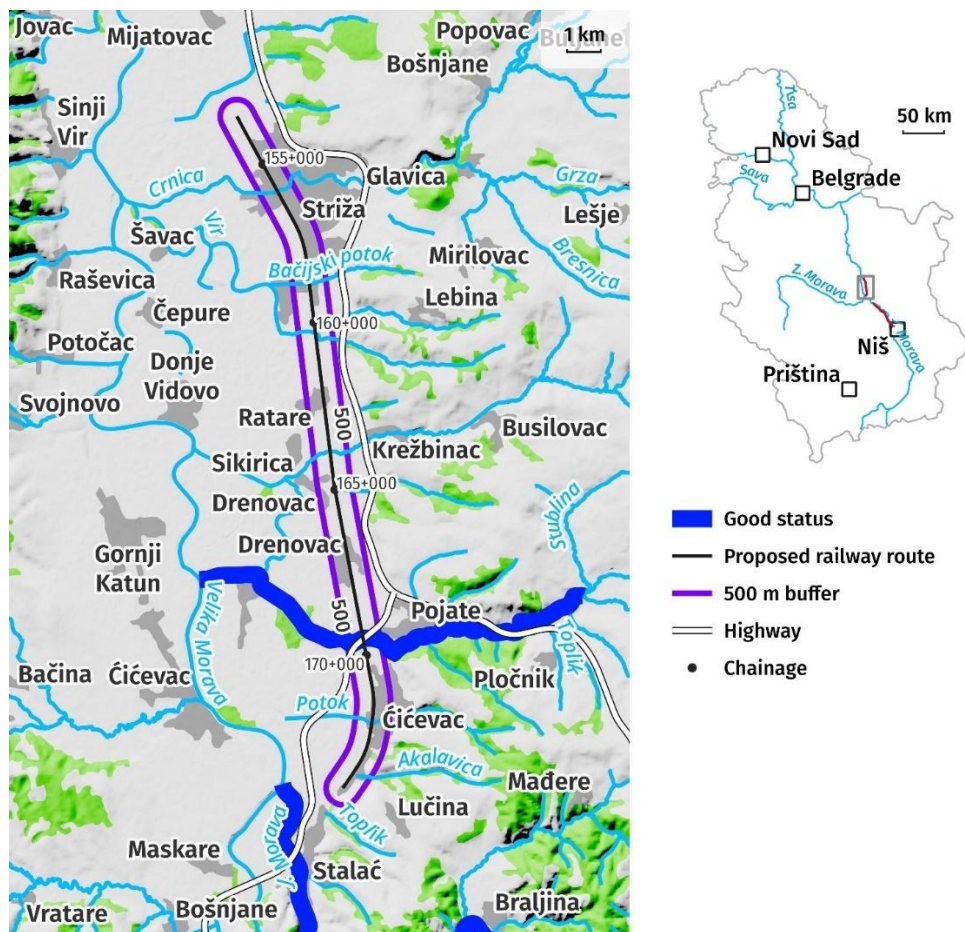 Jovac
Mijatovac
Popovac
Buljane
1 km
Bošnjane
Sinji
Vir
155+000
Crnica
Glavica
Grza
Striža
Lešje
Vir
Šavac
Bačijski potok
Mirilovac
Bresnica
Raševica
Čepure
Lebina
160+000
Potočac
Donje
Vidovo
Svojnovo
Ratare
500
Busilovac
Krežbinac
Sikirica
165+000
Drenovac
Suglina
Drenovac
Gornji
Katun
500
Velika Morava
Pojate
Toplik
170+000
Bačina
Ćićevac
Pločnik
Potok
Ćićevac
Akalavica
Mađere
Lučina
Toplik
J. Morava
Maskare
Stalać
Vratare
Bošnjane
Braljina
Tisa
50 km
Novi Sad
Sava
Belgrade
Z. Morava
Morava
Niš
Priština
Good status
Proposed railway route
500 m buffer
Highway
Chainage